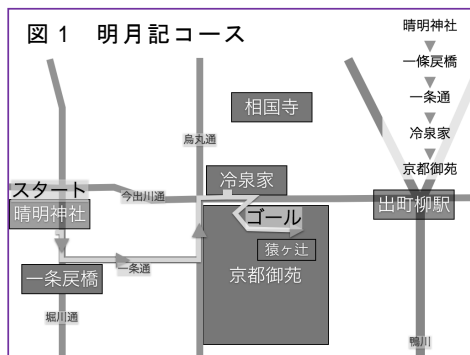 図１　明月記コース
晴明神社
一條戻橋
一条通
冷泉家
京都御苑
相国寺
烏丸通
冷泉家
スタート
今出川通
ゴール
出町柳駅
晴明神社
猿ヶ辻
一条戻橋
一条通
京都御苑
堀川通
鴨川